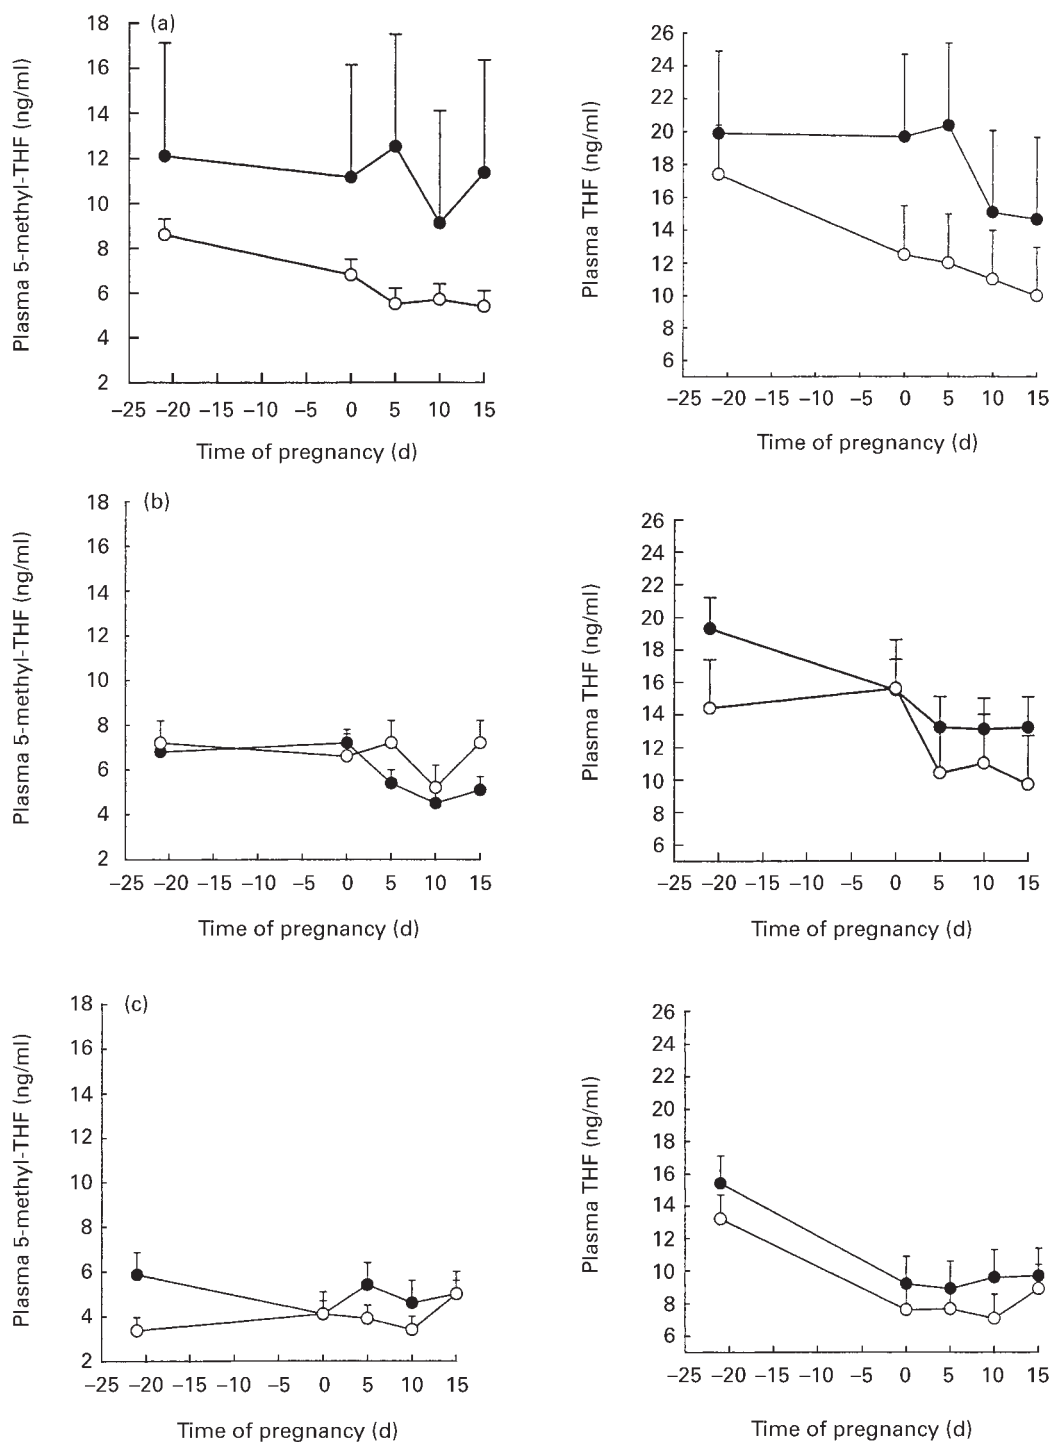 (a)
18
16
14
12
10
8
6
4
2
Plasma 5-methyl-THF (ng/ml)
–25 –20 –15 –10 –5 0 5 10 15
Time of pregnancy (d)
26
24
22
20
18
16
14
12
10
8
6
Plasma THF (ng/ml)
–25 –20 –15 –10 –5 0 5 10 15
Time of pregnancy (d)
(b)
18
16
14
12
10
8
6
4
2
Plasma 5-methyl-THF (ng/ml)
–25 –20 –15 –10 –5 0 5 10 15
Time of pregnancy (d)
26
24
22
20
18
16
14
12
10
8
6
Plasma THF (ng/ml)
–25 –20 –15 –10 –5 0 5 10 15
Time of pregnancy (d)
(c)
18
16
14
12
10
8
6
4
2
Plasma 5-methyl-THF (ng/ml)
–25 –20 –15 –10 –5 0 5 10 15
Time of pregnancy (d)
26
24
22
20
18
16
14
12
10
8
6
Plasma THF (ng/ml)
–25 –20 –15 –10 –5 0 5 10 15
Time of pregnancy (d)